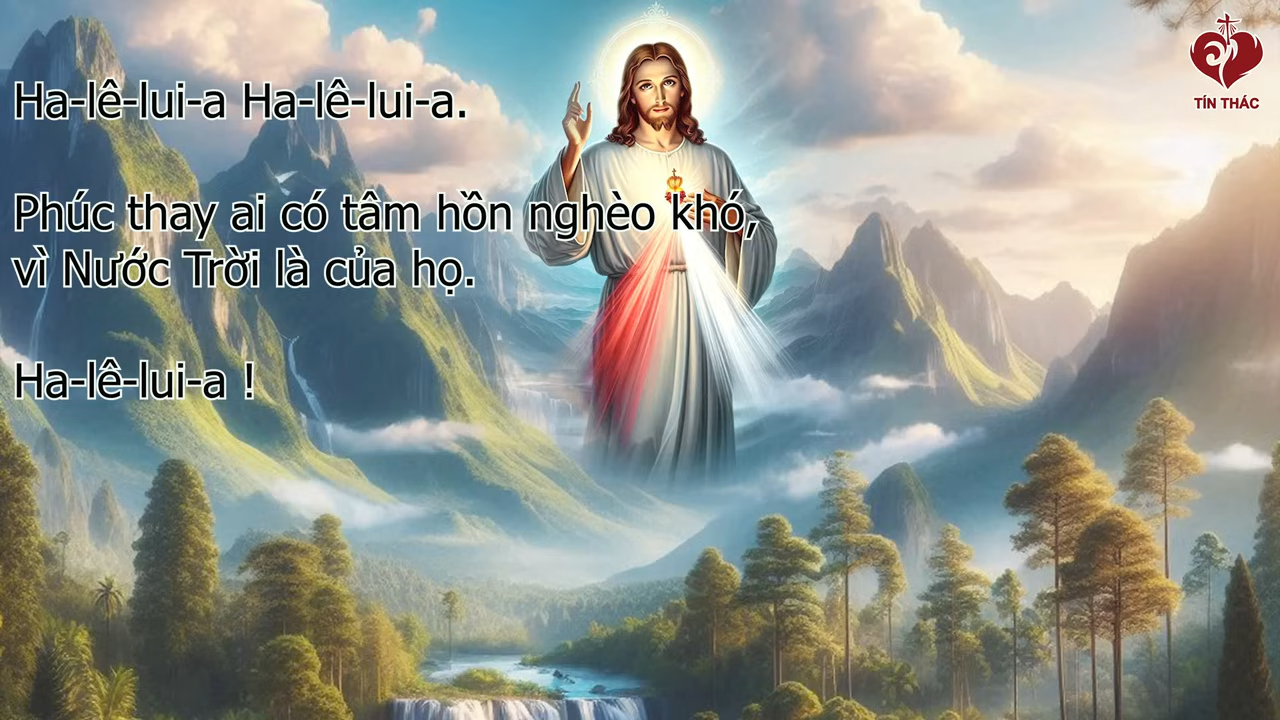 Ha-lê-lui-a Ha-lê-lui-a.
Phúc thay ai có tâm hồn nghèo khó,
vì Nước Trời là của họ.
Ha-lê-lui-a !
TÍN THÁC